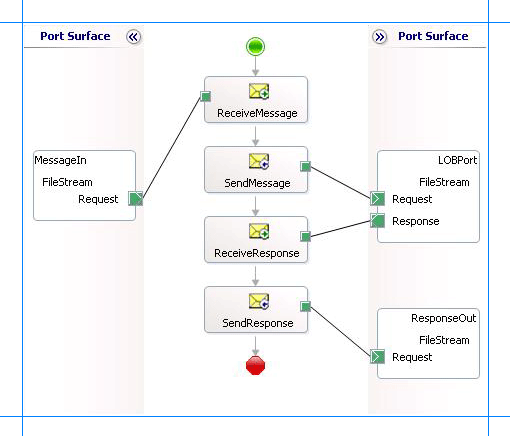 Port Surface
Port Surface
ReceiveMessage
MessageIn
FileStream
Request
SendMessage
LOBPort
FileStream
Request
Response
ReceiveResponse
SendResponse
ResponseOut
FileStream
Request